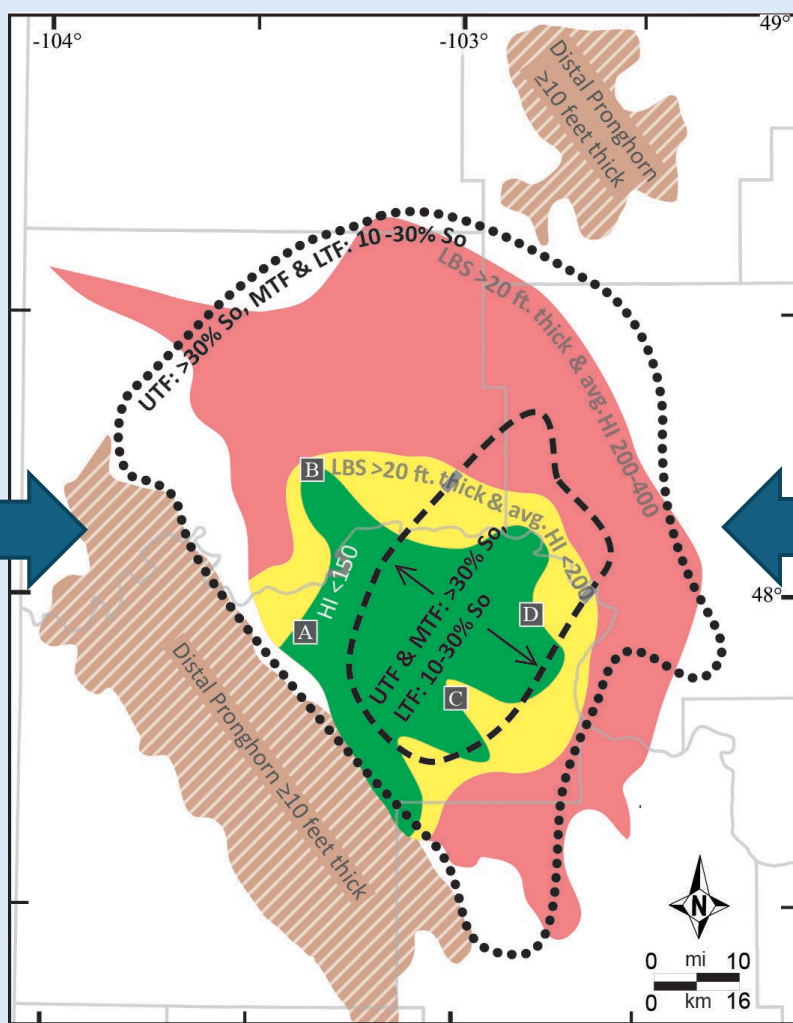 -104°
-103°
49°
Distal Pronghorn
≥10 feet thick
UTF: >30% So, MTF & LTF: 10 -30% So
LBS >20 ft. thick & avg.HI 200-400
B
LBS >20 ft. thick & avg. HI <200
HI <150
A
UTF & MTF: >30% So,
LTF: 10-30% So
D
C
48°
Distal Pronghorn ≥10 feet thick
N
0 mi 10
0 km 16